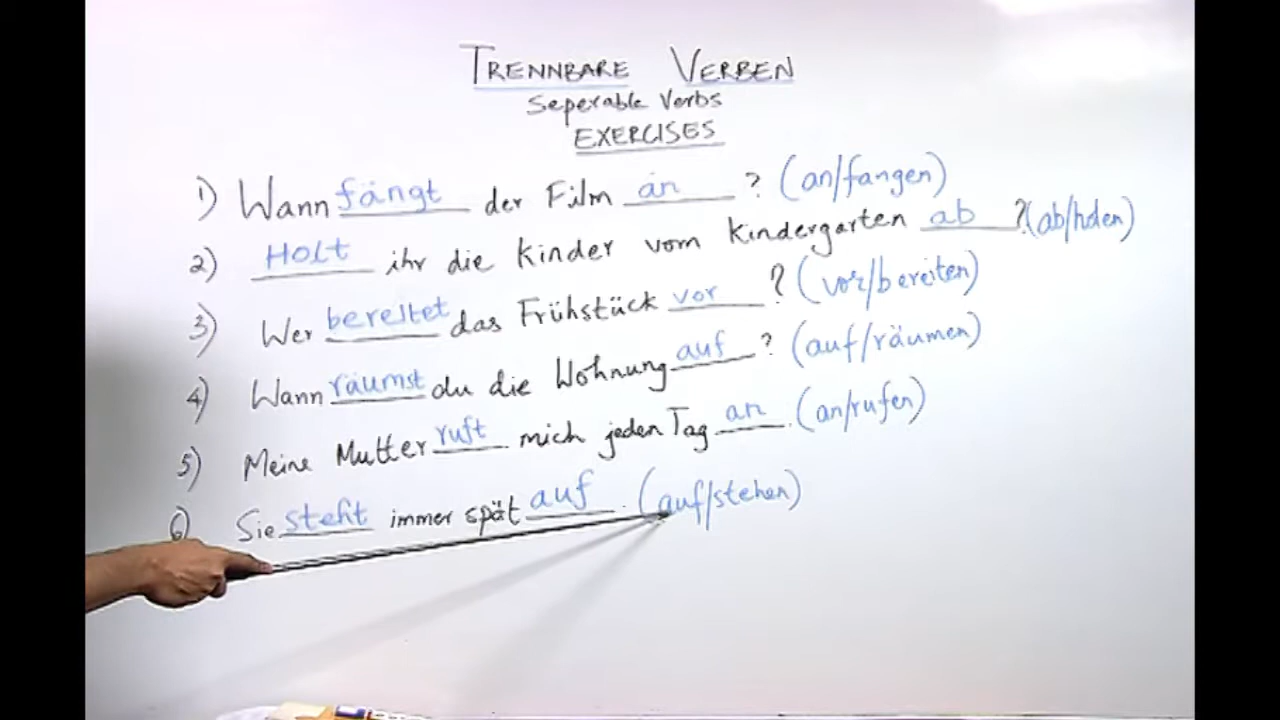 TRENNBARE VERBEN
Seperable Verbs
EXERCISES
1) Wann fängt der Film an ? (an/fangen)
2) Holt ihr die Kinder vom Kindergarten ab ? (ab/holen)
3) Wer bereitet das Frühstück vor ? (vor/bereiten)
4) Wann räumst du die Wohnung auf ? (auf/räumen)
5) Meine Mutter ruft mich jeden Tag an . (an/rufen)
6) Sie steht immer spät auf . (auf/stehen)